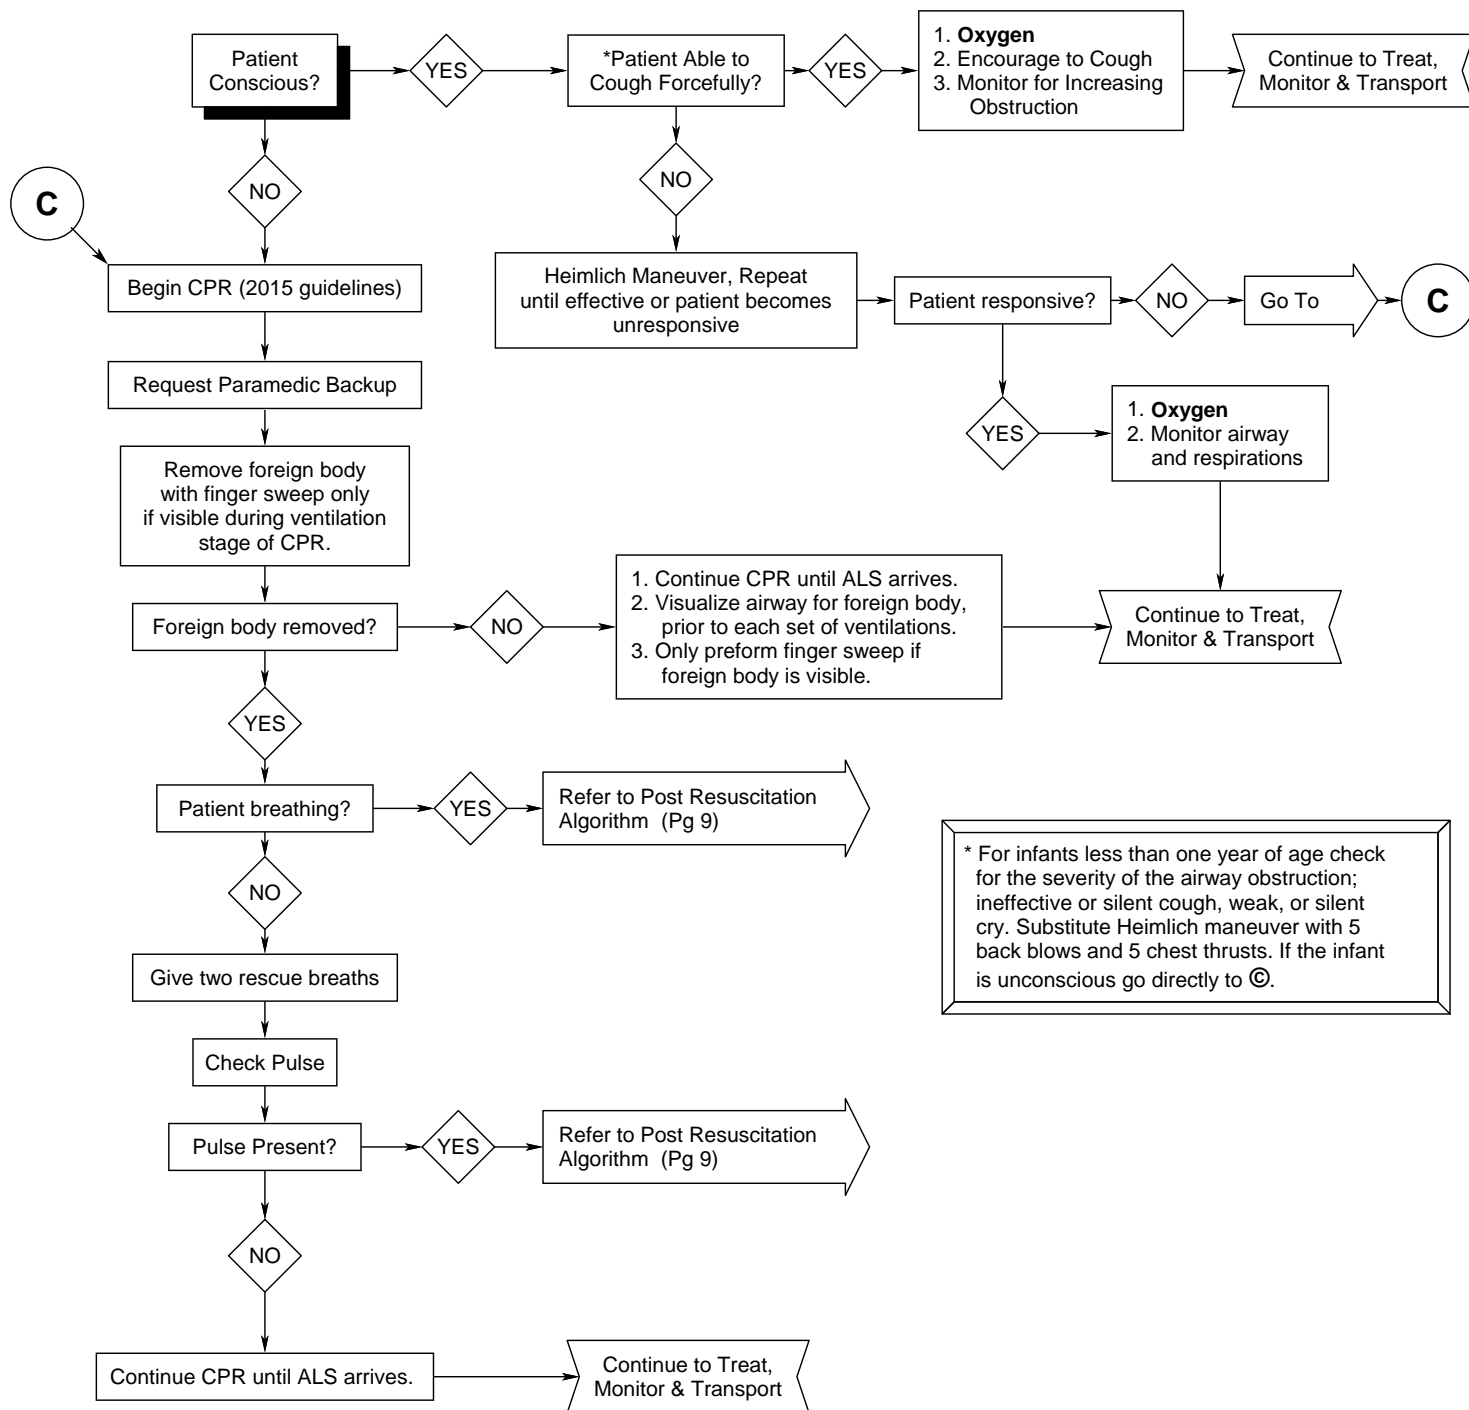 Patient
Conscious?
YES
*Patient Able to
Cough Forcefully?
YES
1. Oxygen
2. Encourage to Cough
3. Monitor for Increasing
Obstruction
Continue to Treat,
Monitor & Transport
NO
NO
C
Begin CPR (2015 guidelines)
Heimlich Maneuver, Repeat
until effective or patient becomes
unresponsive
Patient responsive?
NO
Go To
C
Request Paramedic Backup
YES
1. Oxygen
2. Monitor airway
and respirations
Remove foreign body
with finger sweep only
if visible during ventilation
stage of CPR.
Foreign body removed?
NO
1. Continue CPR until ALS arrives.
2. Visualize airway for foreign body,
prior to each set of ventilations.
3. Only preform finger sweep if
foreign body is visible.
Continue to Treat,
Monitor & Transport
YES
Patient breathing?
YES
Refer to Post Resuscitation
Algorithm (Pg 9)
NO
* For infants less than one year of age check
for the severity of the airway obstruction;
ineffective or silent cough, weak, or silent
cry. Substitute Heimlich maneuver with 5
back blows and 5 chest thrusts. If the infant
is unconscious go directly to ©.
Give two rescue breaths
Check Pulse
Pulse Present?
YES
Refer to Post Resuscitation
Algorithm (Pg 9)
NO
Continue CPR until ALS arrives.
Continue to Treat,
Monitor & Transport